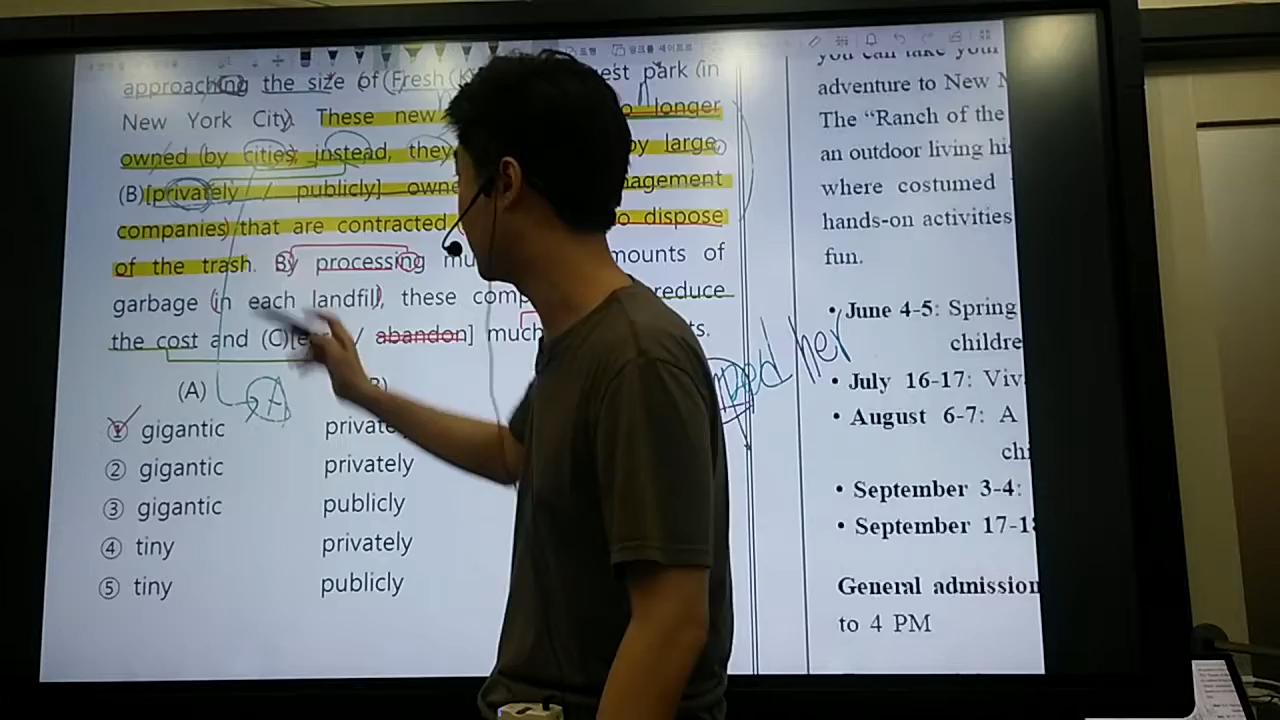 approaching the size of (Fresh est park (in
New York City). These new longer
owned (by cities); instead, they by large
(B)[privately / publicly] owne agement
companies) that are contracted o dispose
of the trash. By processing mu mounts of
garbage (in each landfill), these comp reduce
the cost and (C)[ / abandon] much ts.
(A)
A
① gigantic private
② gigantic privately
③ gigantic publicly
④ tiny privately
⑤ tiny publicly
ped her
you can take your
adventure to New
The “Ranch of the
an outdoor living hi
where costumed
hands-on activities
fun.
• June 4-5: Spring
childre
• July 16-17: Viv
• August 6-7: A
chi
• September 3-4:
• September 17-18
General admission
to 4 PM